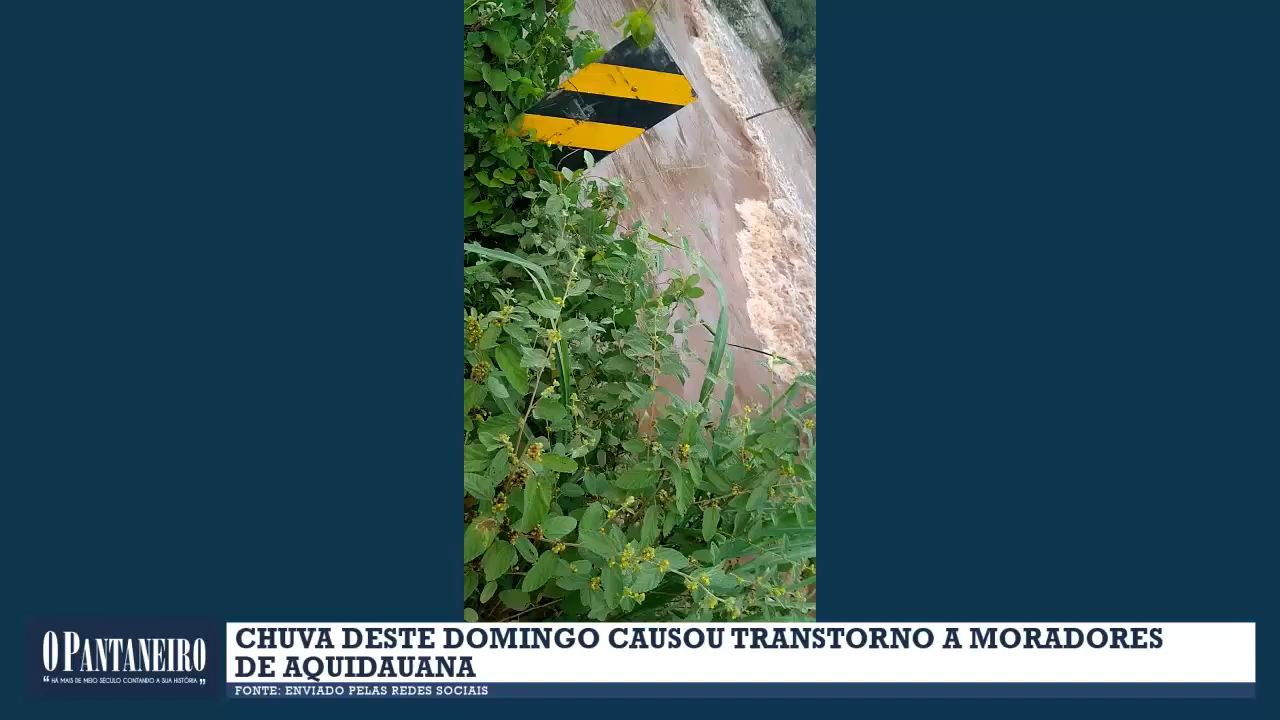 CHUVA DESTE DOMINGO CAUSOU TRANSTORNO A MORADORES
DE AQUIDAUANA
O PANTANEIRO
“HÁ MAIS DE MEIO SÉCULO CONTANDO A SUA HISTÓRIA„
FONTE: ENVIADO PELAS REDES SOCIAIS